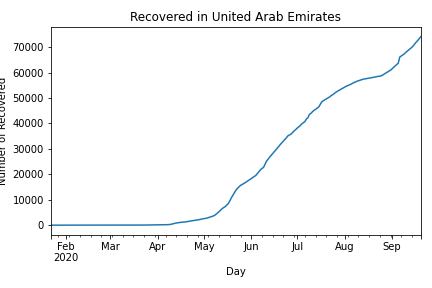 Recovered in United Arab Emirates
Number of Recovered
70000
60000
50000
40000
30000
20000
10000
0
Feb Mar Apr May Jun Jul Aug Sep
2020
Day